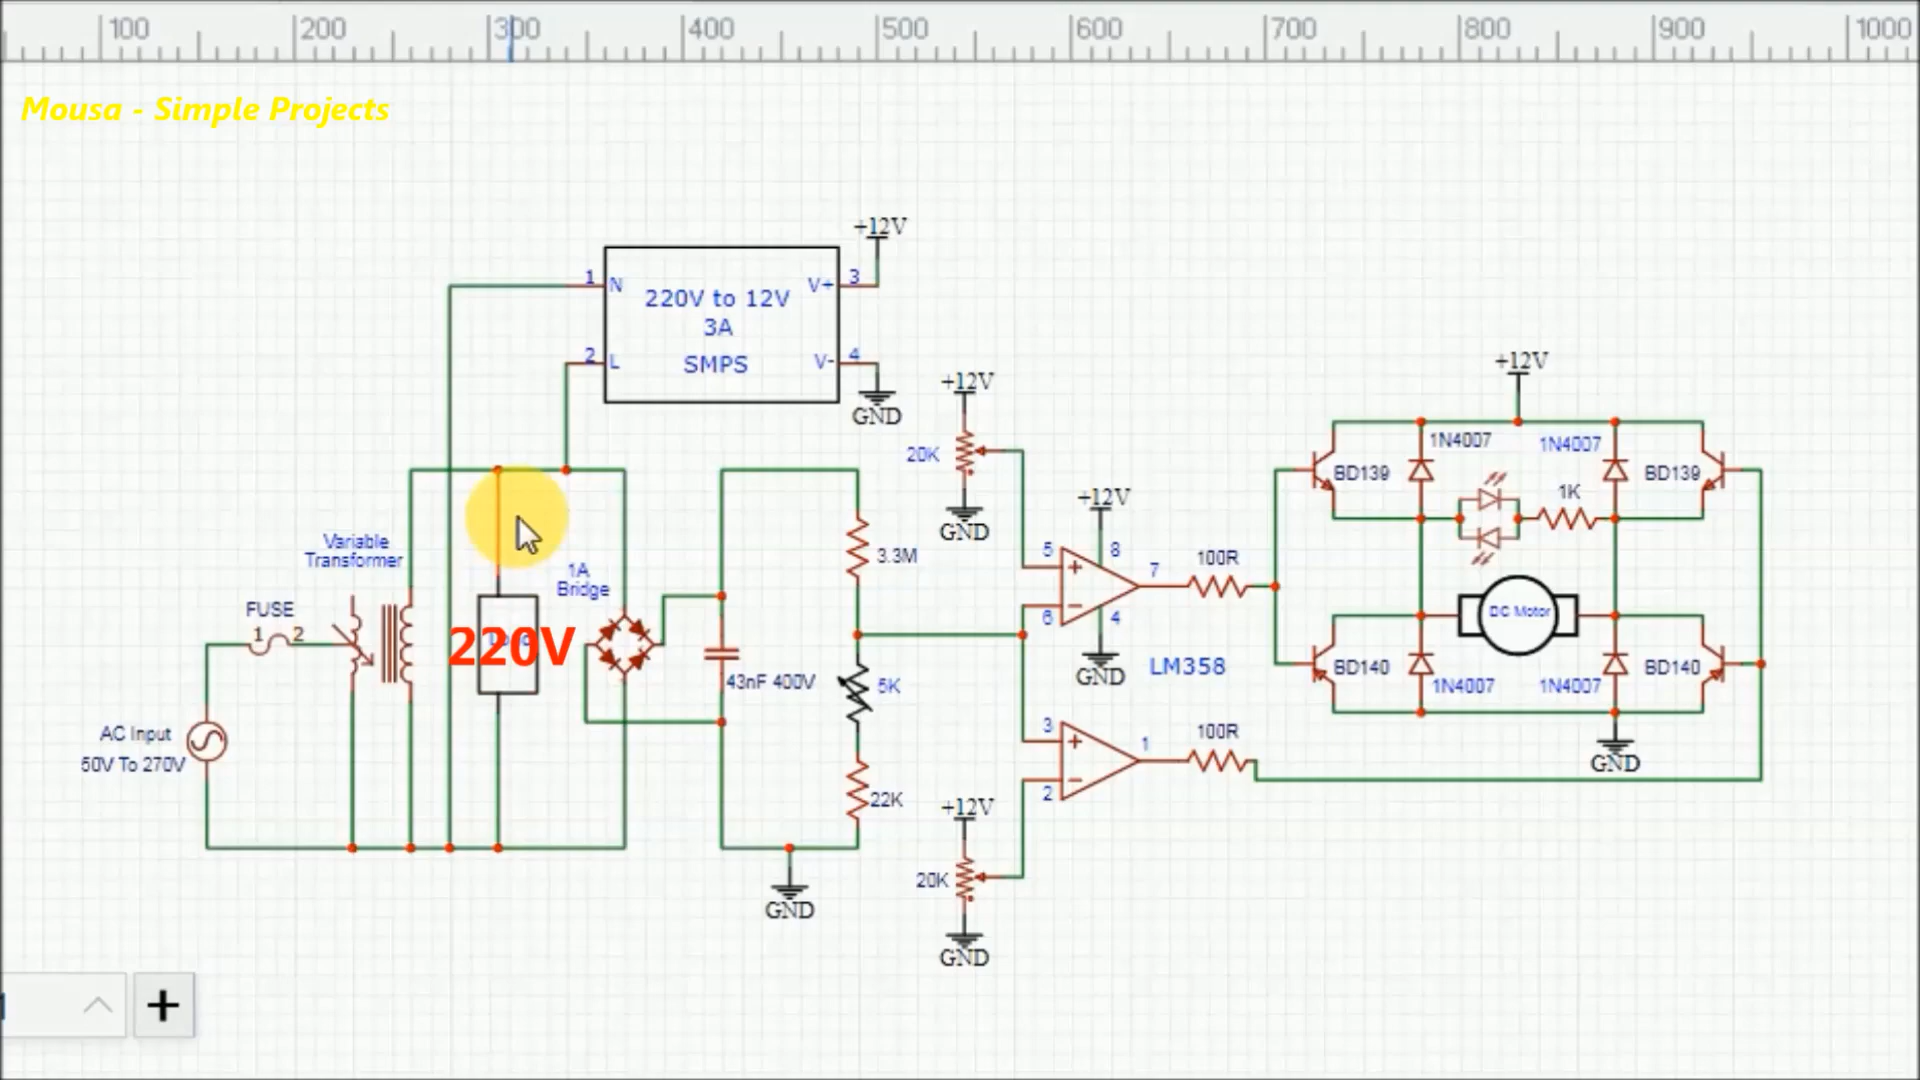 100 200 300 400 500 600 700 800 900 1000
Mousa - Simple Projects
+12V
1 N
220V to 12V
V+ 3
3A
2 L
SMPS
V- 4
GND
+12V
20K
GND
+12V
1N4007
1N4007
BD139
BD139
1K
+12V
5
8
7
100R
6
4
GND
LM358
Variable
Transformer
1A
Bridge
3.3M
FUSE
1 2
220V
DC Motor
BD140
BD140
1N4007
1N4007
43nF 400V
5K
AC Input
50V To 270V
3
1
100R
2
GND
22K
+12V
20K
GND
GND